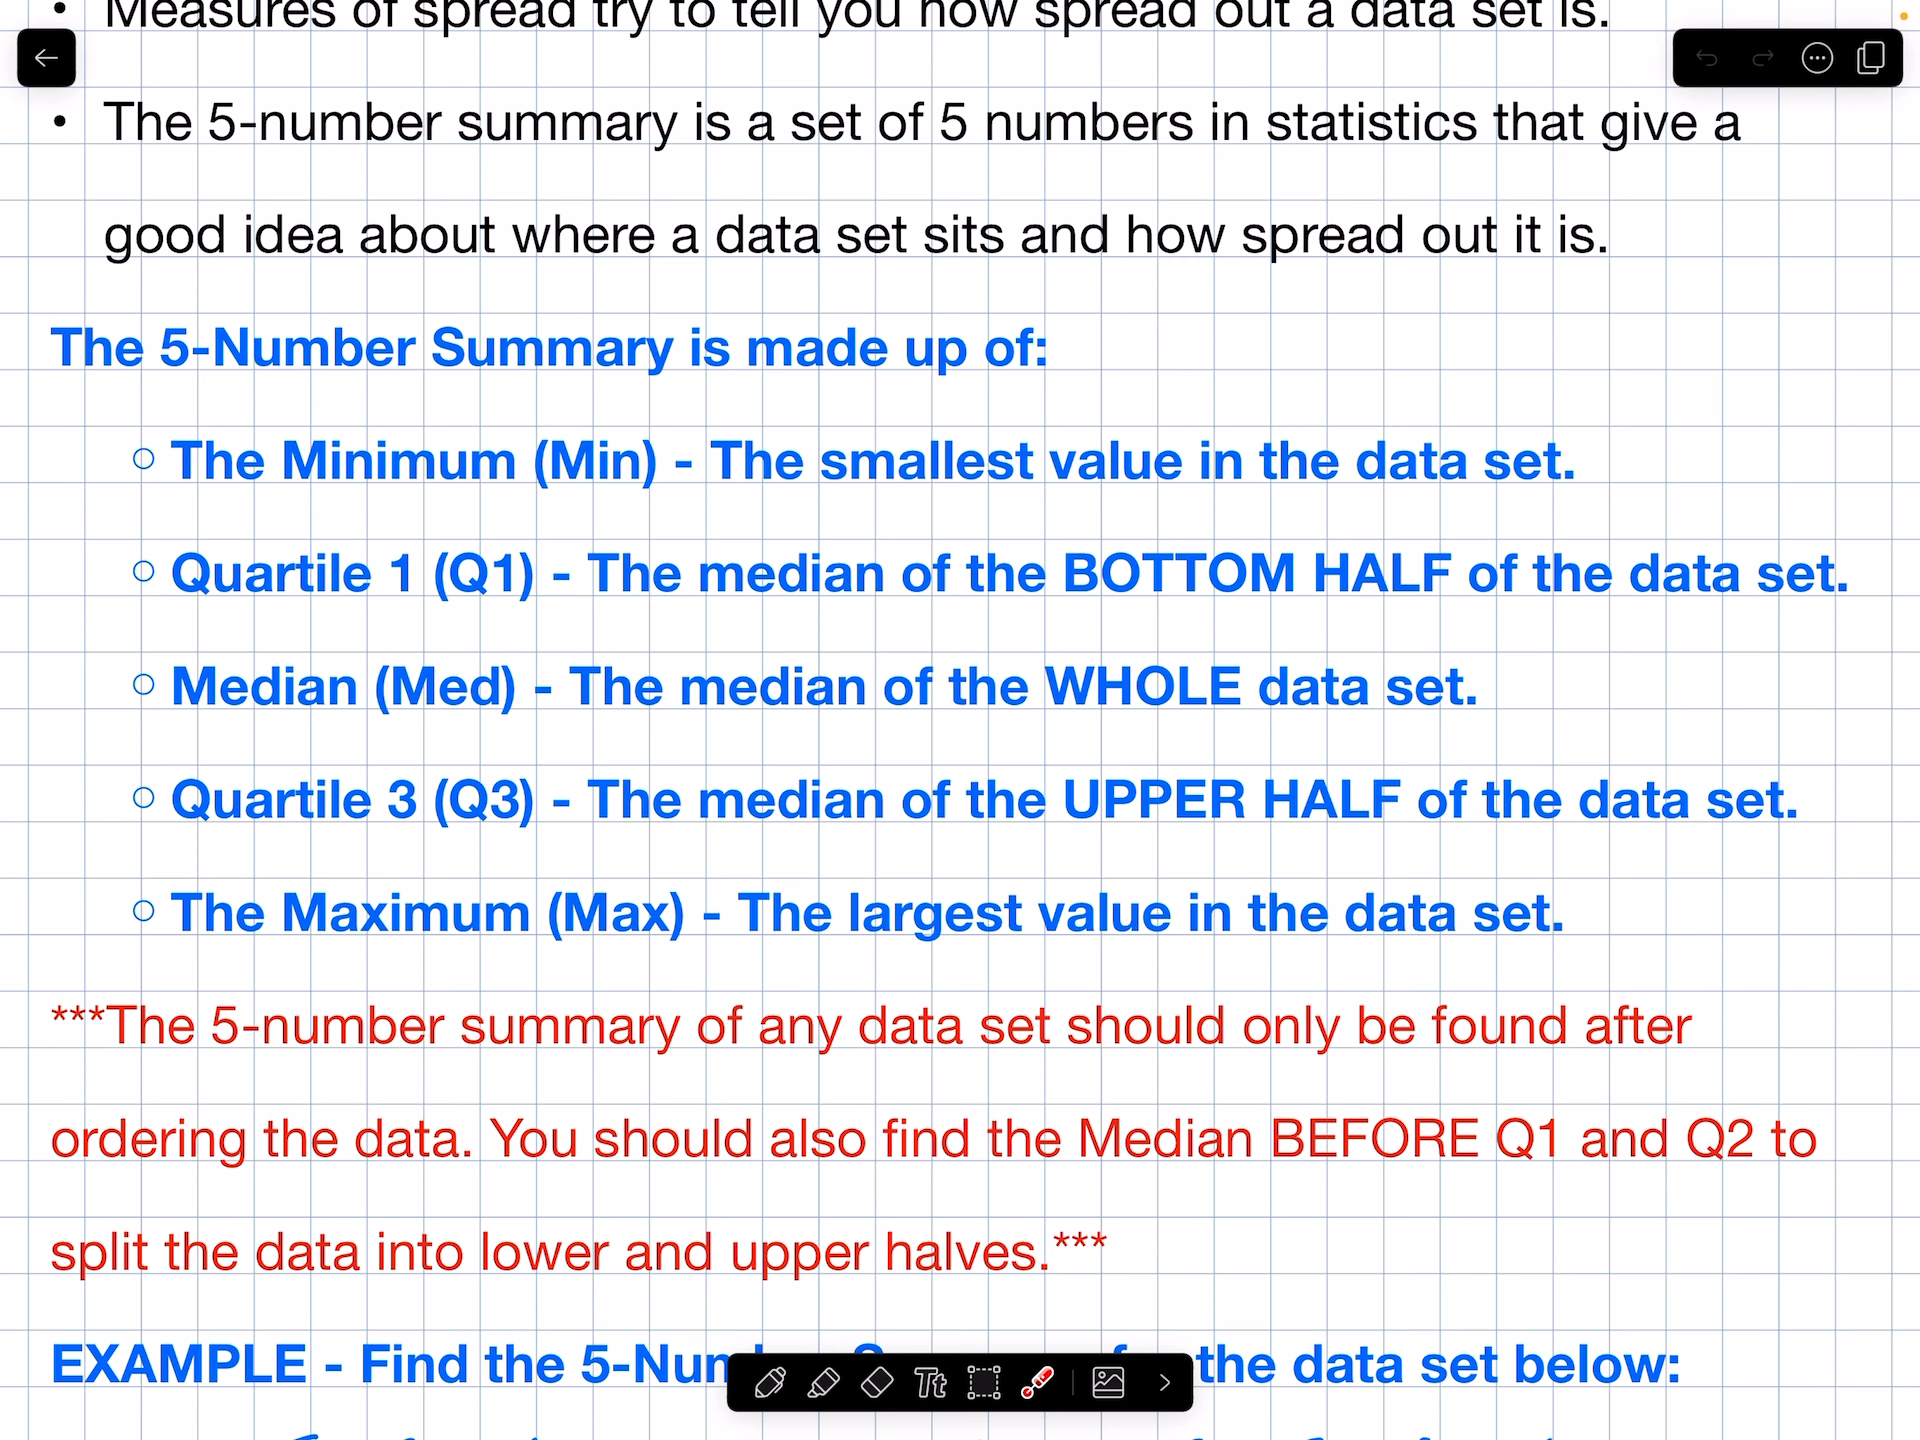 • Measures of spread try to tell you how spread out a data set is.
• The 5-number summary is a set of 5 numbers in statistics that give a
good idea about where a data set sits and how spread out it is.
The 5-Number Summary is made up of:
○ The Minimum (Min) - The smallest value in the data set.
○ Quartile 1 (Q1) - The median of the BOTTOM HALF of the data set.
○ Median (Med) - The median of the WHOLE data set.
○ Quartile 3 (Q3) - The median of the UPPER HALF of the data set.
○ The Maximum (Max) - The largest value in the data set.
***The 5-number summary of any data set should only be found after
ordering the data. You should also find the Median BEFORE Q1 and Q2 to
split the data into lower and upper halves.***
EXAMPLE - Find the 5-Num the data set below:
Tt